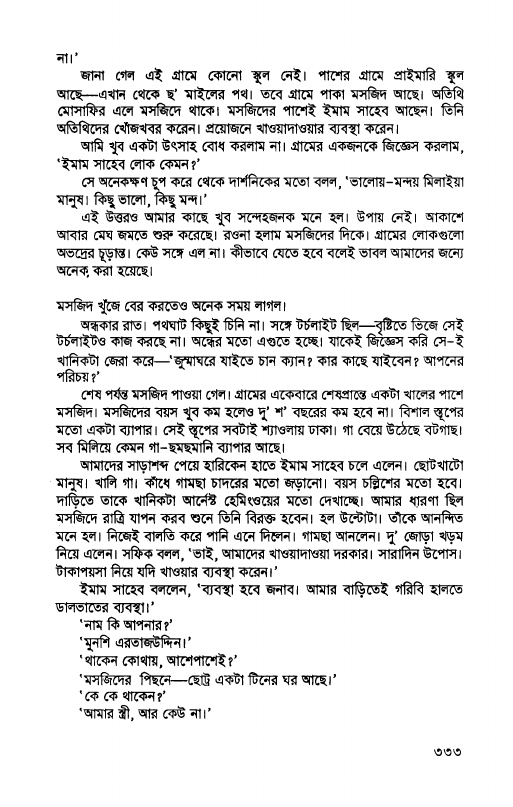 না।’
জানা গেল এই গ্রামে কোনো স্কুল নেই। পাশের গ্রামে প্রাইমারি স্কুল
আছে—এখান থেকে ছ’ মাইলের পথ। তবে গ্রামে পাকা মসজিদ আছে। অতিথি
মোসাফির এলে মসজিদে থাকে। মসজিদের পাশেই ইমাম সাহেব আছেন। তিনি
অতিথিদের খোঁজখবর করেন। প্রয়োজনে খাওয়াদাওয়ার ব্যবস্থা করেন।
আমি খুব একটা উৎসাহ বোধ করলাম না। গ্রামের একজনকে জিজ্ঞেস করলাম,
‘ইমাম সাহেব লোক কেমন?’
সে অনেকক্ষণ চুপ করে থেকে দার্শনিকের মতো বলল, ‘ভালোয়-মন্দয় মিলাইয়া
মানুষ। কিছু ভালো, কিছু মন্দ।’
এই উত্তরও আমার কাছে খুব সন্দেহজনক মনে হল। উপায় নেই। আকাশে
আবার মেঘ জমতে শুরু করেছে। রওনা হলাম মসজিদের দিকে। গ্রামের লোকগুলো
অভদ্রের চূড়ান্ত। কেউ সঙ্গে এল না। কীভাবে যেতে হবে বলেই ভাবল আমাদের জন্যে
অনেক করা হয়েছে।
মসজিদ খুঁজে বের করতেও অনেক সময় লাগল।
অন্ধকার রাত। পথঘাট কিছুই চিনি না। সঙ্গে টর্চলাইট ছিল—বৃষ্টিতে ভিজে সেই
টর্চলাইটও কাজ করছে না। অন্ধের মতো এগুতে হচ্ছে। যাকেই জিজ্ঞেস করি সে-ই
খানিকটা জেরা করে—‘জুম্মাঘরে যাইতে চান ক্যান? কার কাছে যাইবেন? আপনের
পরিচয়?’
শেষ পর্যন্ত মসজিদ পাওয়া গেল। গ্রামের একেবারে শেষপ্রান্তে একটা খালের পাশে
মসজিদ। মসজিদের বয়স খুব কম হলেও দু’ শ’ বছরের কম হবে না। বিশাল স্তূপের
মতো একটা ব্যাপার। সেই স্তূপের সবটাই শ্যাওলায় ঢাকা। গা বেয়ে উঠেছে বটগাছ।
সব মিলিয়ে কেমন গা-ছমছমানি ব্যাপার আছে।
আমাদের সাড়াশব্দ পেয়ে হারিকেন হাতে ইমাম সাহেব চলে এলেন। ছোটখাটো
মানুষ। খালি গা। কাঁধে গামছা চাদরের মতো জড়ানো। বয়স চল্লিশের মতো হবে।
দাড়িতে তাকে খানিকটা আর্নেস্ট হেমিংওয়ের মতো দেখাচ্ছে। আমার ধারণা ছিল
মসজিদে রাত্রি যাপন করব শুনে তিনি বিরক্ত হবেন। হল উল্টোটা। তাঁকে আনন্দিত
মনে হল। নিজেই বালতি করে পানি এনে দিলেন। গামছা আনলেন। দু’ জোড়া খড়ম
নিয়ে এলেন। সফিক বলল, ‘ভাই, আমাদের খাওয়াদাওয়া দরকার। সারাদিন উপোস।
টাকাপয়সা নিয়ে যদি খাওয়ার ব্যবস্থা করেন।’
ইমাম সাহেব বললেন, ‘ব্যবস্থা হবে জনাব। আমার বাড়িতেই গরিবি হালতে
ডালভাতের ব্যবস্থা।’
‘নাম কি আপনার?’
‘মুনশি এরতাজউদ্দিন।’
‘থাকেন কোথায়, আশেপাশেই?’
‘মসজিদের পিছনে—ছোট্ট একটা টিনের ঘর আছে।’
‘কে কে থাকেন?’
‘আমার স্ত্রী, আর কেউ না।’
৩৩৩